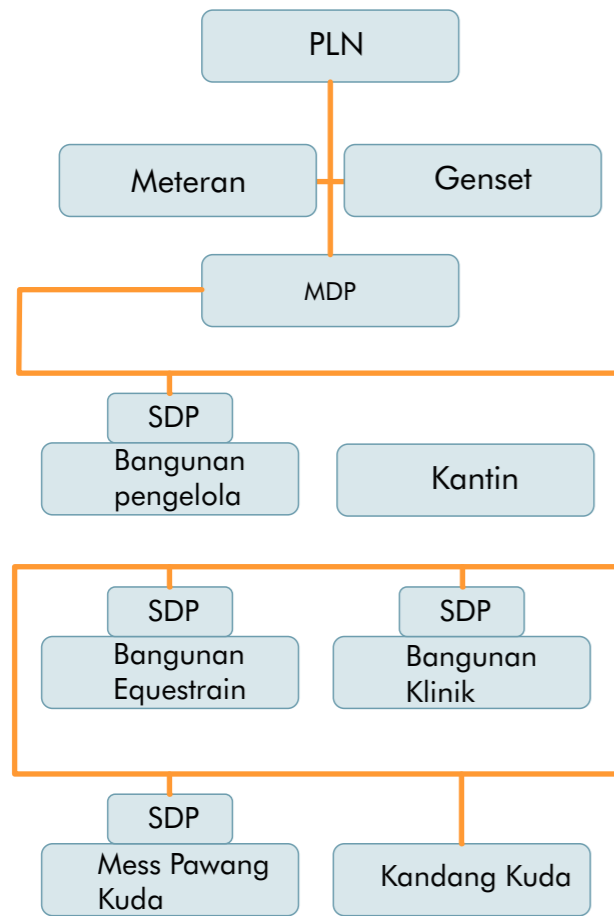 PLN
Meteran
Genset
MDP
SDP
Bangunan
pengelola
Kantin
SDP
Bangunan
Equestrain
SDP
Bangunan
Klinik
SDP
Mess Pawang
Kuda
Kandang Kuda